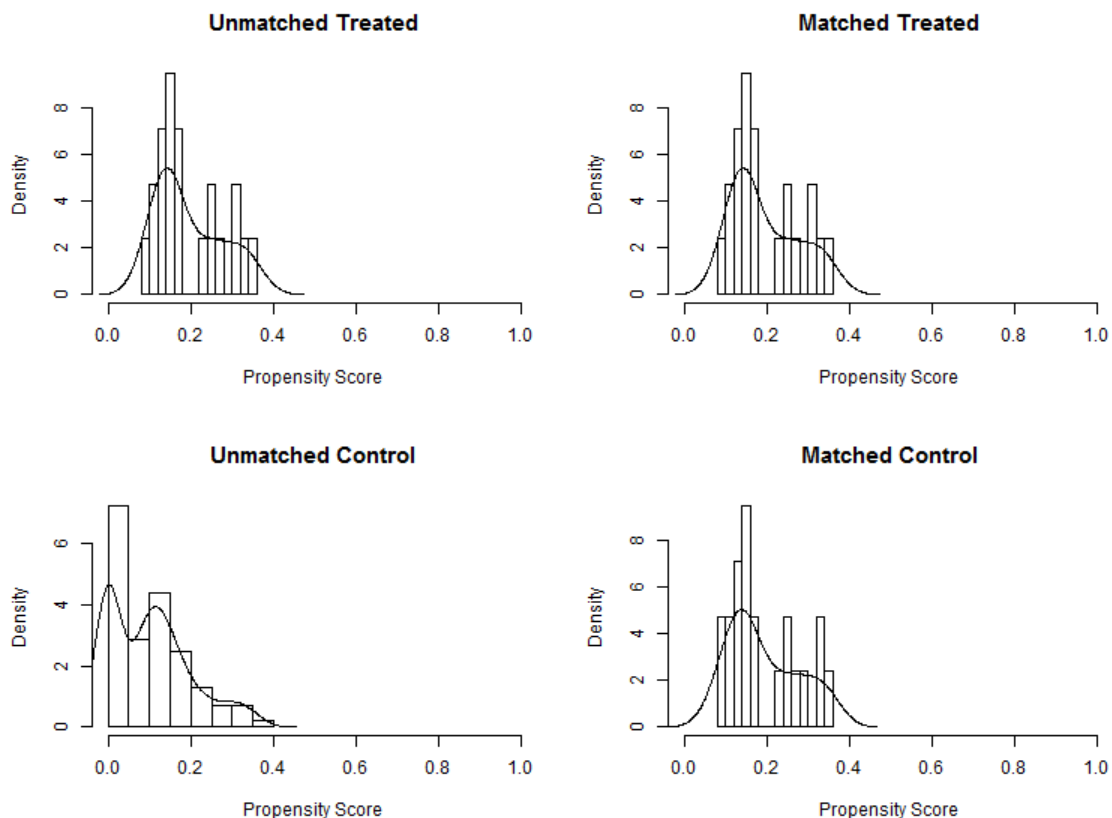 Unmatched Treated
Density
0 2 4 6 8
0.0 0.2 0.4 0.6 0.8 1.0
Propensity Score
Matched Treated
Density
0 2 4 6 8
0.0 0.2 0.4 0.6 0.8 1.0
Propensity Score
Unmatched Control
Density
0 2 4 6
0.0 0.2 0.4 0.6 0.8 1.0
Propensity Score
Matched Control
Density
0 2 4 6 8
0.0 0.2 0.4 0.6 0.8 1.0
Propensity Score